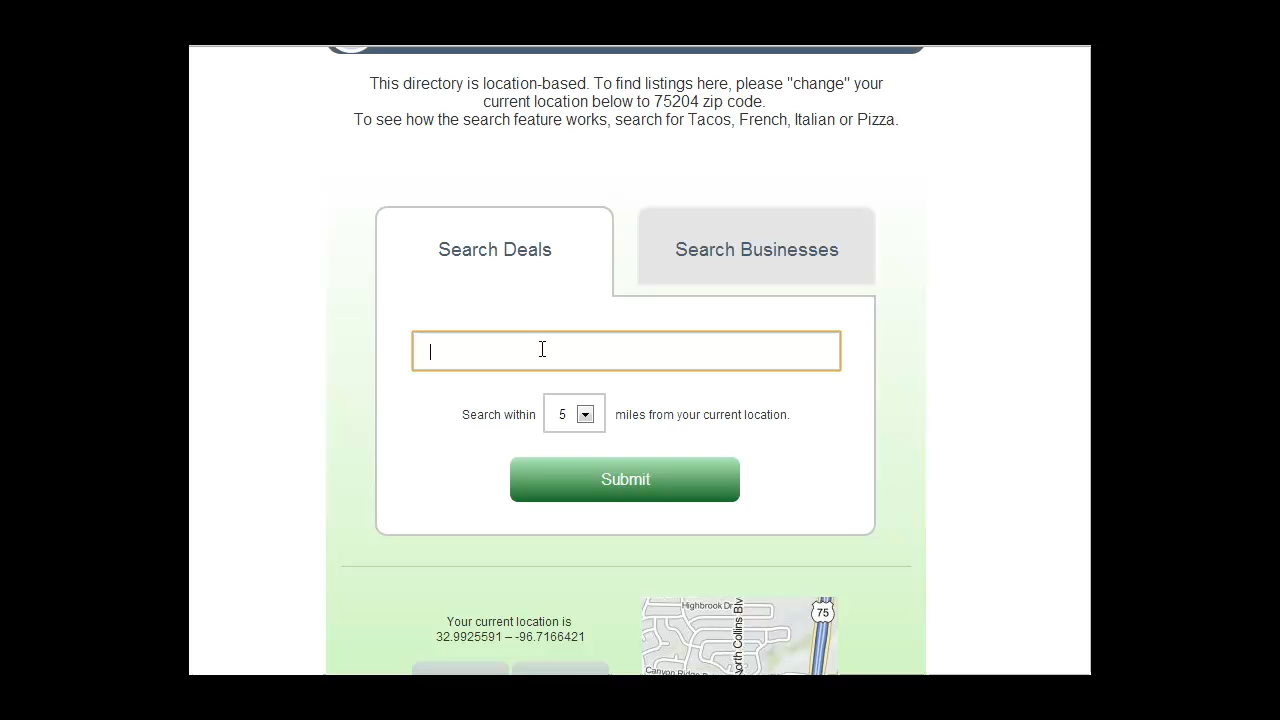 This directory is location-based. To find listings here, please "change" your
current location below to 75204 zip code.
To see how the search feature works, search for Tacos, French, Italian or Pizza.
Search Deals
Search Businesses
Search within 5 miles from your current location.
Submit
Your current location is
32.9925591 – -96.7166421
Highbrook Dr
75
North Collins Blv
Canyon Ridge